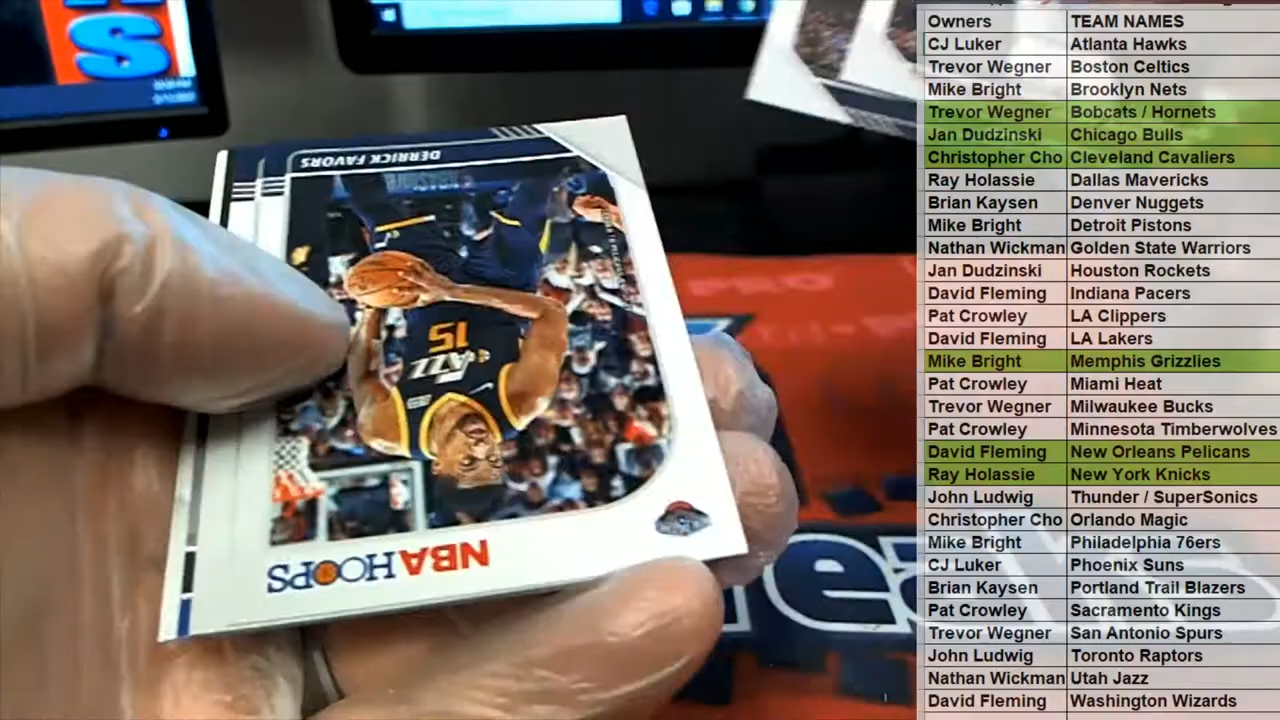 S
DERRICK FAVORS
15
JAZZ
NBA HOOPS
PRO
reaks
Owners TEAM NAMES
CJ Luker Atlanta Hawks
Trevor Wegner Boston Celtics
Mike Bright Brooklyn Nets
Trevor Wegner Bobcats / Hornets
Jan Dudzinski Chicago Bulls
Christopher Cho Cleveland Cavaliers
Ray Holassie Dallas Mavericks
Brian Kaysen Denver Nuggets
Mike Bright Detroit Pistons
Nathan Wickman Golden State Warriors
Jan Dudzinski Houston Rockets
David Fleming Indiana Pacers
Pat Crowley LA Clippers
David Fleming LA Lakers
Mike Bright Memphis Grizzlies
Pat Crowley Miami Heat
Trevor Wegner Milwaukee Bucks
Pat Crowley Minnesota Timberwolves
David Fleming New Orleans Pelicans
Ray Holassie New York Knicks
John Ludwig Thunder / SuperSonics
Christopher Cho Orlando Magic
Mike Bright Philadelphia 76ers
CJ Luker Phoenix Suns
Brian Kaysen Portland Trail Blazers
Pat Crowley Sacramento Kings
Trevor Wegner San Antonio Spurs
John Ludwig Toronto Raptors
Nathan Wickman Utah Jazz
David Fleming Washington Wizards